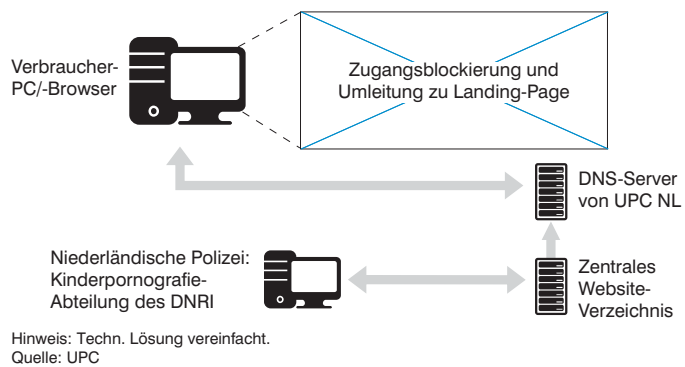 Verbraucher-
PC/-Browser
Zugangsblockierung und
Umleitung zu Landing-Page
DNS-Server
von UPC NL
Niederländische Polizei:
Kinderpornografie-
Abteilung des DNRI
Zentrales
Website-
Verzeichnis
Hinweis: Techn. Lösung vereinfacht.
Quelle: UPC